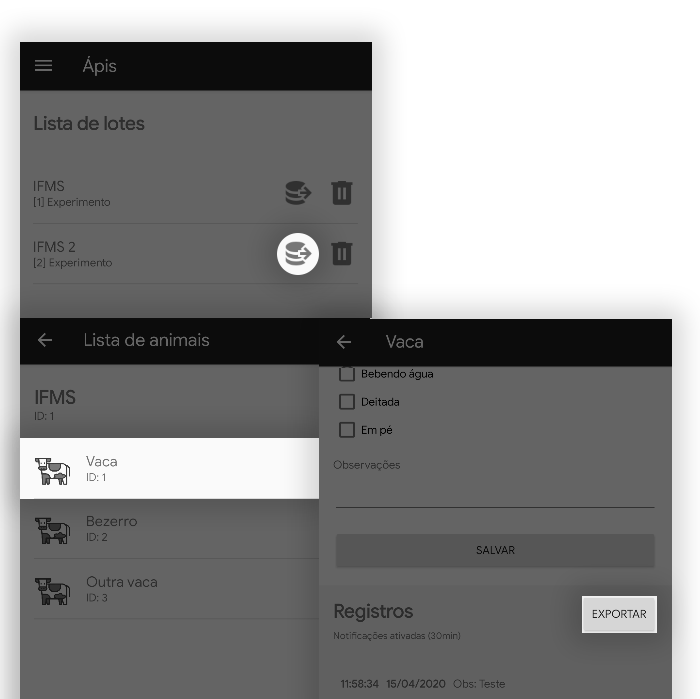 Ápis
Lista de lotes
IFMS
[1] Experimento
IFMS 2
[2] Experimento
Lista de animais
IFMS
ID: 1
Vaca
ID: 1
Bezerro
ID: 2
Outra vaca
ID: 3
Vaca
Bebendo água
Deitada
Em pé
Observações
SALVAR
Registros
EXPORTAR
Notificações ativadas (30min)
11:58:34 15/04/2020 Obs: Teste